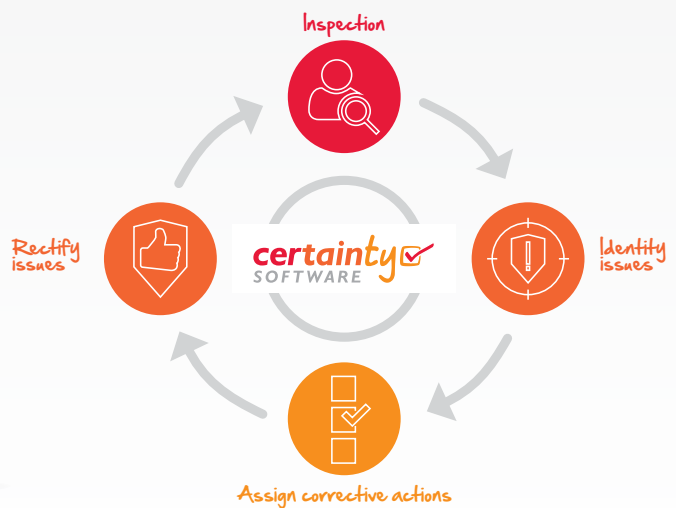 Inspection
Identity
issues
Assign corrective actions
Rectify
issues
certainty
SOFTWARE